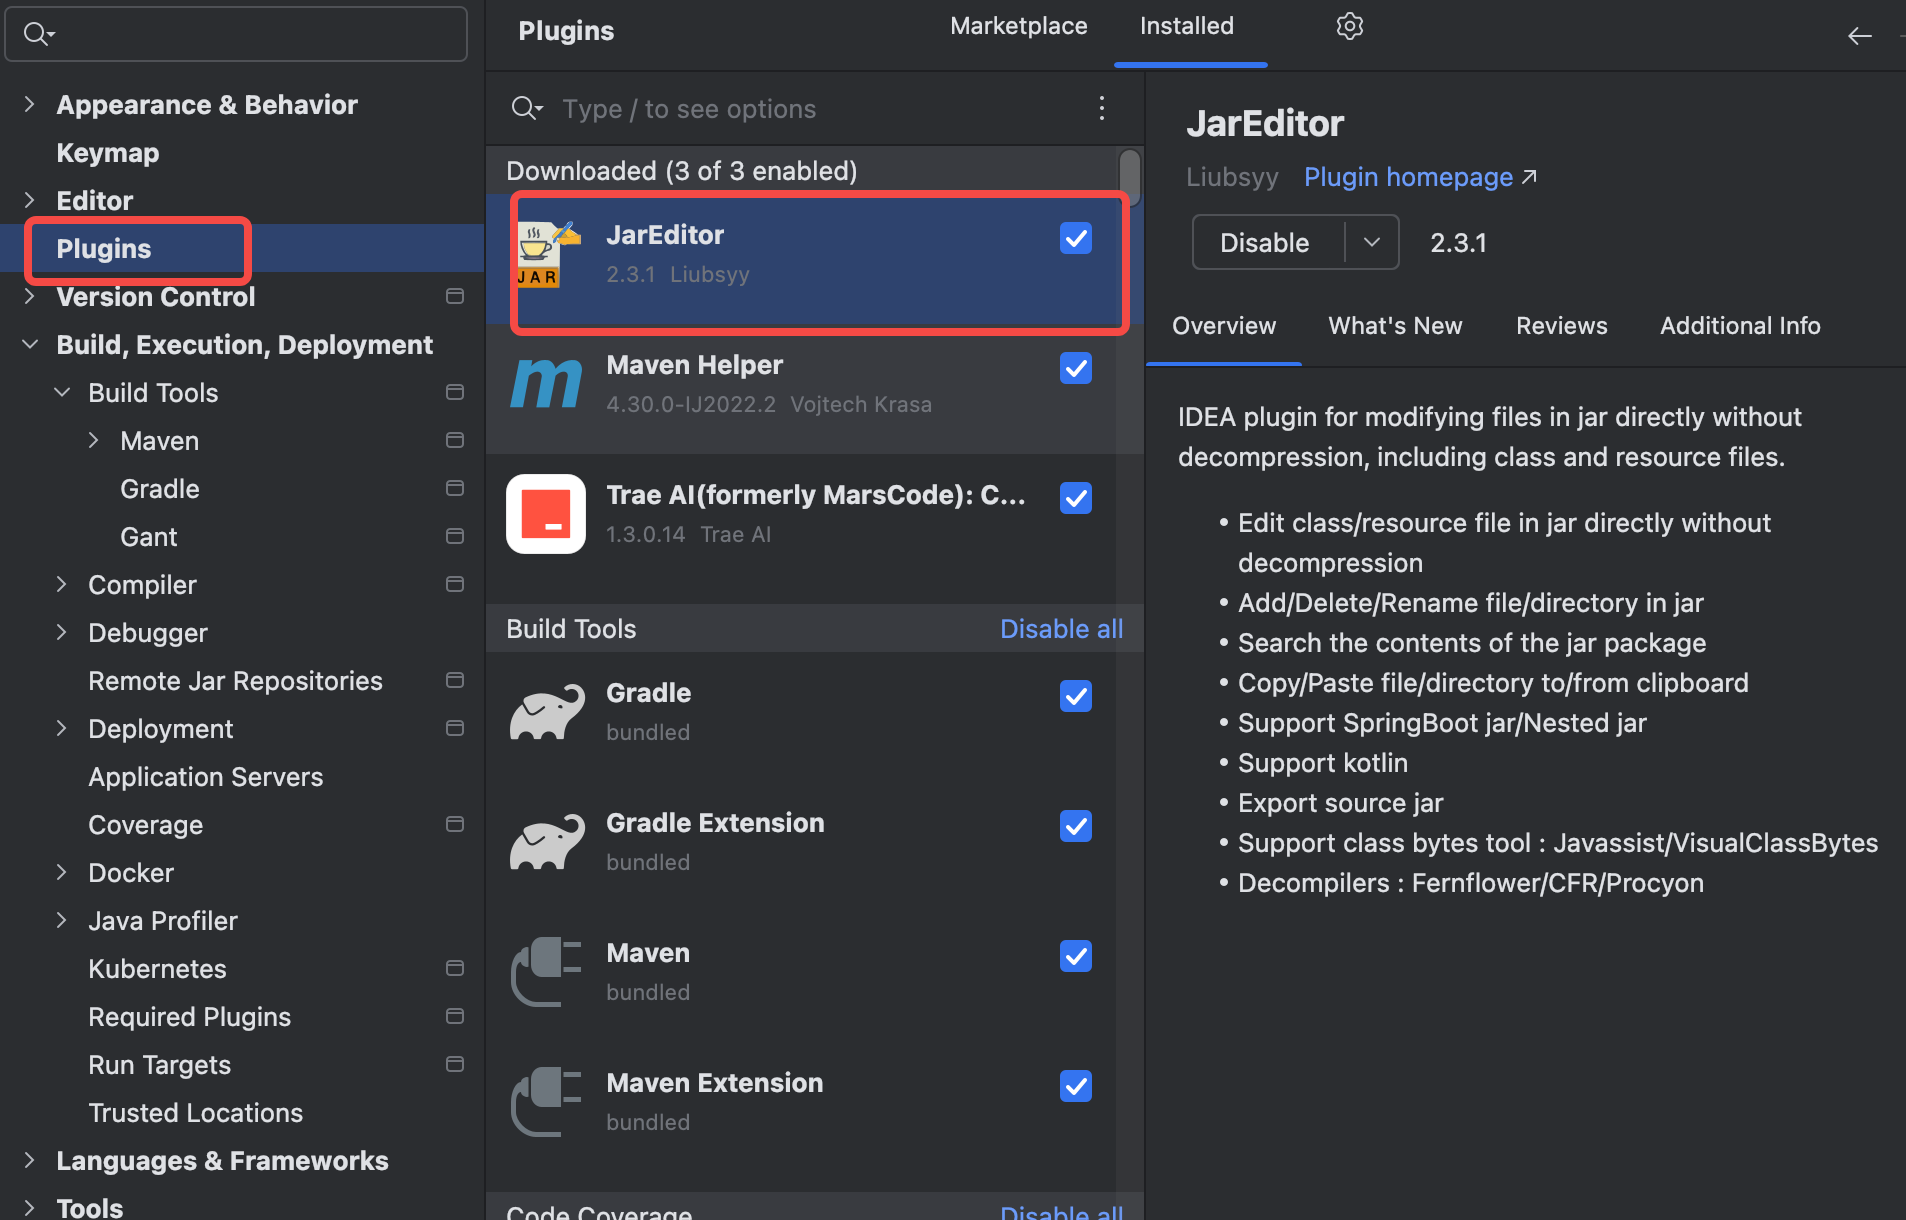 Appearance & Behavior
Keymap
Editor
Plugins
Version Control
Build, Execution, Deployment
Build Tools
Maven
Gradle
Gant
Compiler
Debugger
Remote Jar Repositories
Deployment
Application Servers
Coverage
Docker
Java Profiler
Kubernetes
Required Plugins
Run Targets
Trusted Locations
Languages & Frameworks
Tools
Plugins
Marketplace
Installed
Type / to see options
Downloaded (3 of 3 enabled)
JAR
JarEditor
2.3.1 Liubsyy
m
Maven Helper
4.30.0-IJ2022.2 Vojtech Krasa
Trae AI(formerly MarsCode): C...
1.3.0.14 Trae AI
Build Tools
Disable all
Gradle
bundled
Gradle Extension
bundled
Maven
bundled
Maven Extension
bundled
Code Coverage
Disable all
JarEditor
Liubsyy Plugin homepage ↗
Disable
2.3.1
Overview
What's New
Reviews
Additional Info
IDEA plugin for modifying files in jar directly without
decompression, including class and resource files.
• Edit class/resource file in jar directly without
decompression
• Add/Delete/Rename file/directory in jar
• Search the contents of the jar package
• Copy/Paste file/directory to/from clipboard
• Support SpringBoot jar/Nested jar
• Support kotlin
• Export source jar
• Support class bytes tool : Javassist/VisualClassBytes
• Decompilers : Fernflower/CFR/Procyon